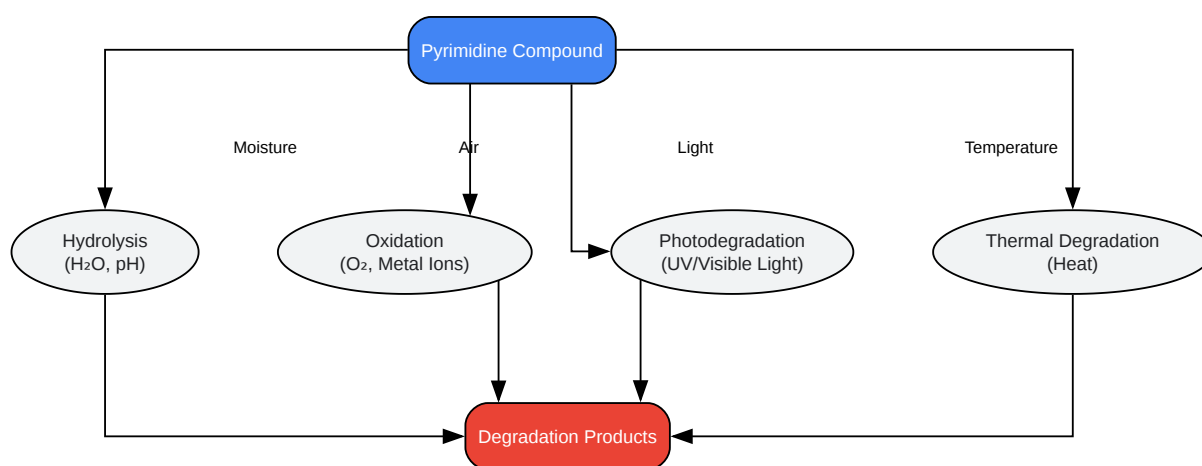 Pyrimidine Compound
Moisture
Air
Light
Temperature
Hydrolysis
(H₂O, pH)
Oxidation
(O₂, Metal Ions)
Photodegradation
(UV/Visible Light)
Thermal Degradation
(Heat)
Degradation Products